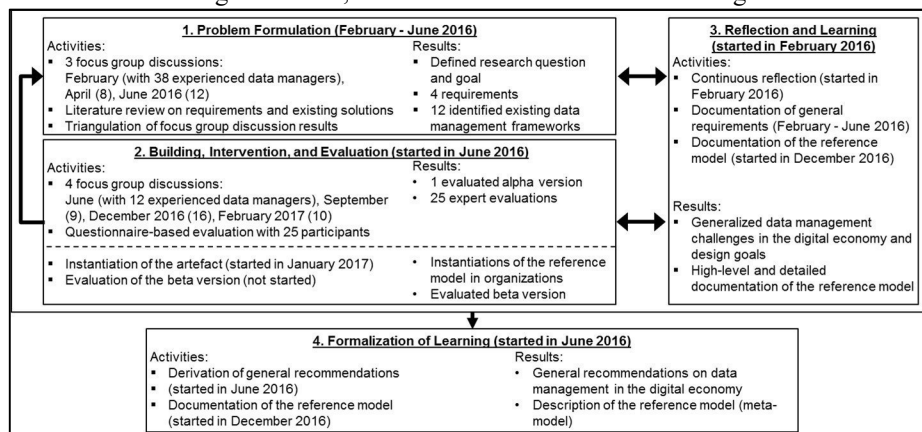 1. Problem Formulation (February - June 2016)
Activities:
▪ 3 focus group discussions:
February (with 38 experienced data managers),
April (8), June 2016 (12)
▪ Literature review on requirements and existing solutions
▪ Triangulation of focus group discussion results
Results:
▪ Defined research question
and goal
▪ 4 requirements
▪ 12 identified existing data
management frameworks
2. Building, Intervention, and Evaluation (started in June 2016)
Activities:
▪ 4 focus group discussions:
June (with 12 experienced data managers), September
(9), December 2016 (16), February 2017 (10)
▪ Questionnaire-based evaluation with 25 participants
Results:
• 1 evaluated alpha version
• 25 expert evaluations
▪ Instantiation of the artefact (started in January 2017)
▪ Evaluation of the beta version (not started)
• Instantiations of the reference
model in organizations
• Evaluated beta version
3. Reflection and Learning
(started in February 2016)
Activities:
▪ Continuous reflection (started in
February 2016)
▪ Documentation of general
requirements (February - June 2016)
▪ Documentation of the reference
model (started in December 2016)
Results:
▪ Generalized data management
challenges in the digital economy and
design goals
▪ High-level and detailed
documentation of the reference model
4. Formalization of Learning (started in June 2016)
Activities:
▪ Derivation of general recommendations
▪ (started in June 2016)
▪ Documentation of the reference model
(started in December 2016)
Results:
• General recommendations on data
management in the digital economy
• Description of the reference model (meta-
model)